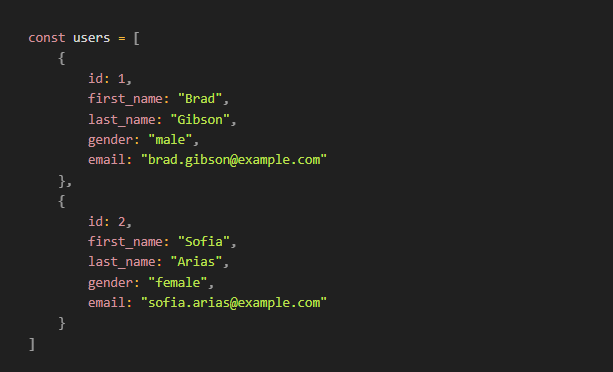 const users = [
    {
        id: 1,
        first_name: "Brad",
        last_name: "Gibson",
        gender: "male",
        email: "brad.gibson@example.com"
    },
    {
        id: 2,
        first_name: "Sofia",
        last_name: "Arias",
        gender: "female",
        email: "sofia.arias@example.com"
    }
]